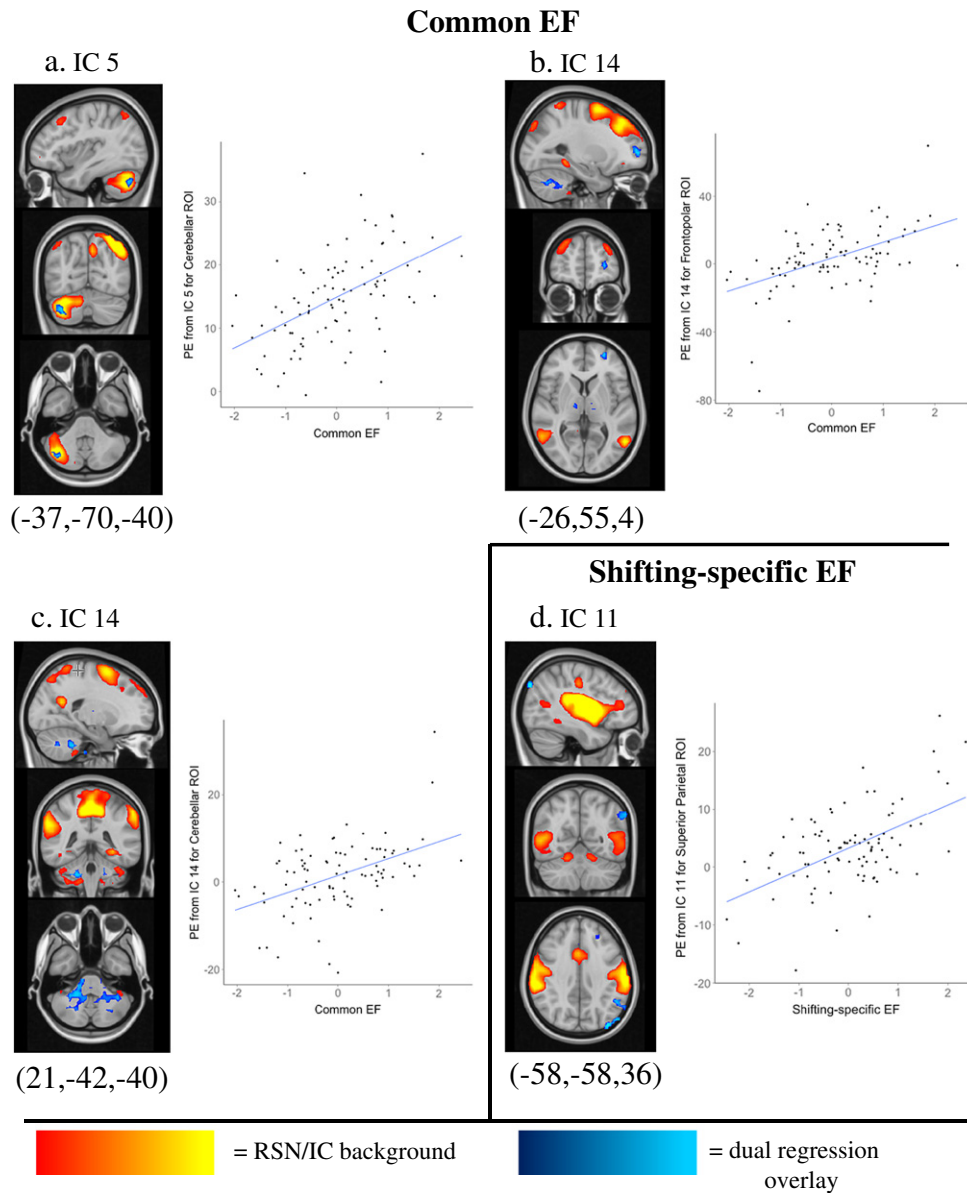 Common EF
a. IC 5
PE from IC 5 for Cerebellar ROI
30
20
10
0
-2
-1
0
1
2
Common EF
(-37,-70,-40)
b. IC 14
PE from IC 14 for Frontopolar ROI
40
0
-40
-80
-2
-1
0
1
2
Common EF
(-26,55,4)
c. IC 14
PE from IC 14 for Cerebellar ROI
20
0
-20
-2
-1
0
1
2
Common EF
(21,-42,-40)
Shifting-specific EF
d. IC 11
PE from IC 11 for Superior Parietal ROI
20
10
0
-10
-20
-2
-1
0
1
2
Shifting-specific EF
(-58,-58,36)
= RSN/IC background
= dual regression
overlay